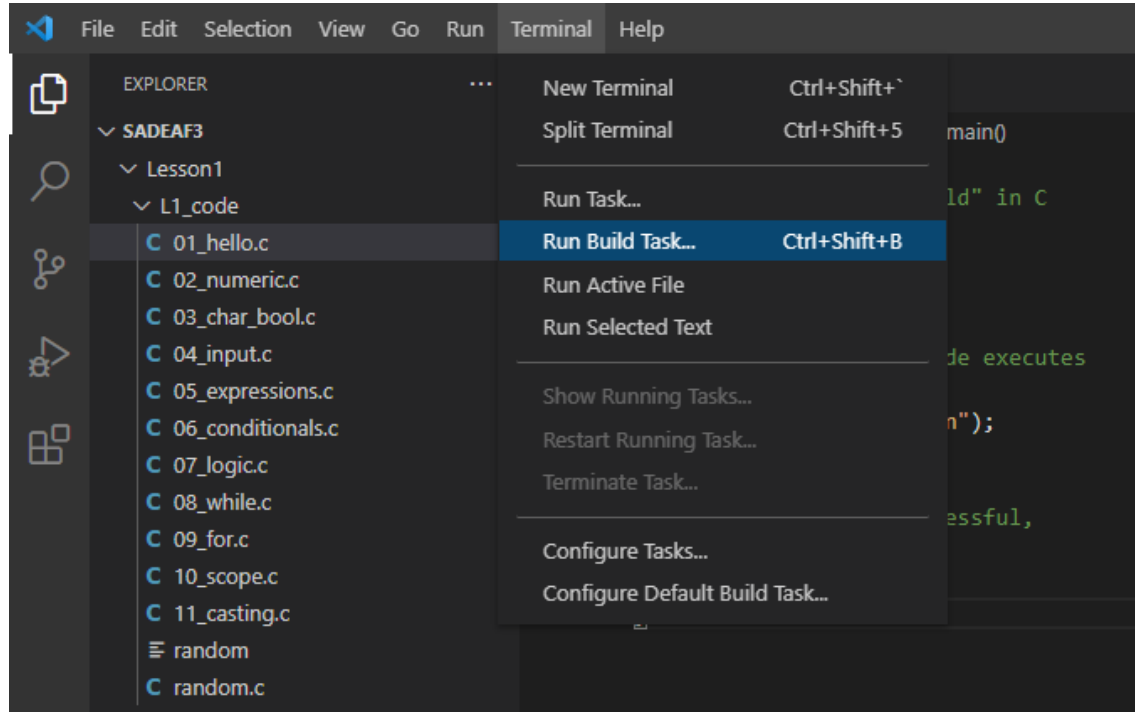 File Edit Selection View Go Run Terminal Help
EXPLORER ...
SADEAF3
Lesson1
L1_code
C 01_hello.c
C 02_numeric.c
C 03_char_bool.c
C 04_input.c
C 05_expressions.c
C 06_conditionals.c
C 07_logic.c
C 08_while.c
C 09_for.c
C 10_scope.c
C 11_casting.c
random
C random.c
New Terminal Ctrl+Shift+`
Split Terminal Ctrl+Shift+5
Run Task...
Run Build Task... Ctrl+Shift+B
Run Active File
Run Selected Text
Show Running Tasks...
Restart Running Task...
Terminate Task...
Configure Tasks...
Configure Default Build Task...
main()
ld" in C
de executes
n");
essful,